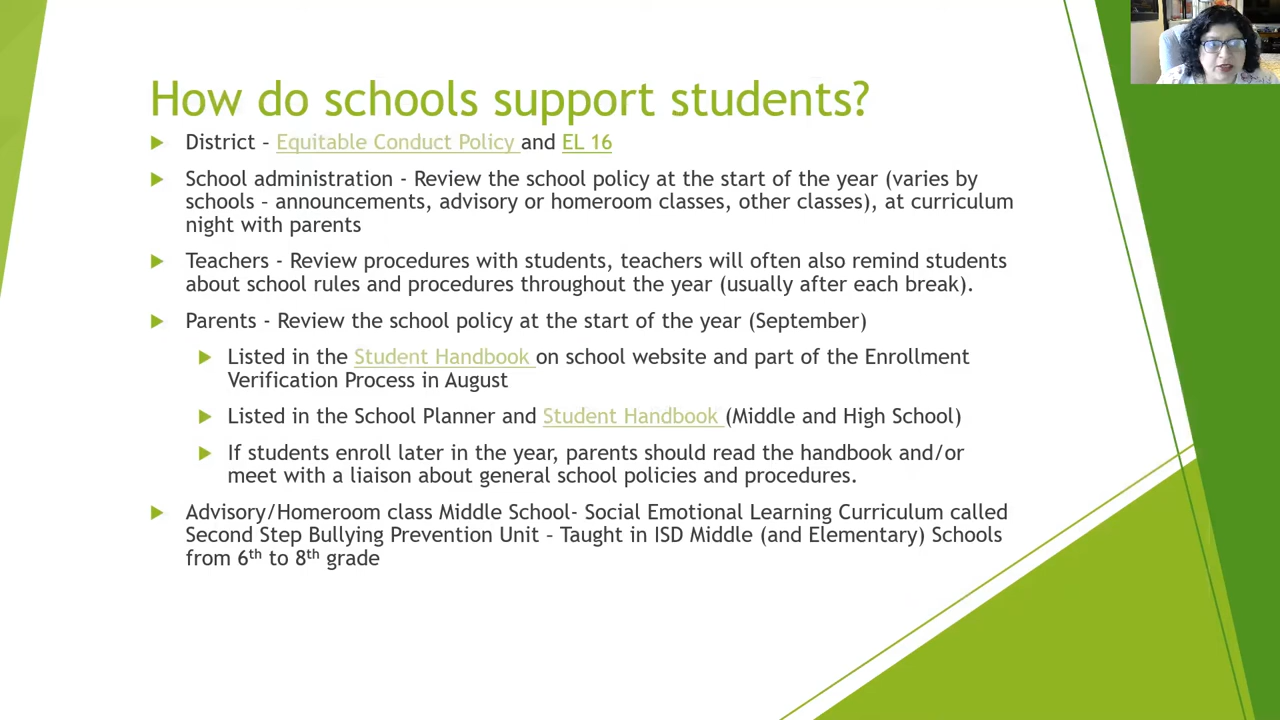 How do schools support students?
District – Equitable Conduct Policy and EL 16
School administration - Review the school policy at the start of the year (varies by
schools – announcements, advisory or homeroom classes, other classes), at curriculum
night with parents
Teachers - Review procedures with students, teachers will often also remind students
about school rules and procedures throughout the year (usually after each break).
Parents - Review the school policy at the start of the year (September)
Listed in the Student Handbook on school website and part of the Enrollment
Verification Process in August
Listed in the School Planner and Student Handbook (Middle and High School)
If students enroll later in the year, parents should read the handbook and/or
meet with a liaison about general school policies and procedures.
Advisory/Homeroom class Middle School- Social Emotional Learning Curriculum called
Second Step Bullying Prevention Unit – Taught in ISD Middle (and Elementary) Schools
from 6th to 8th grade